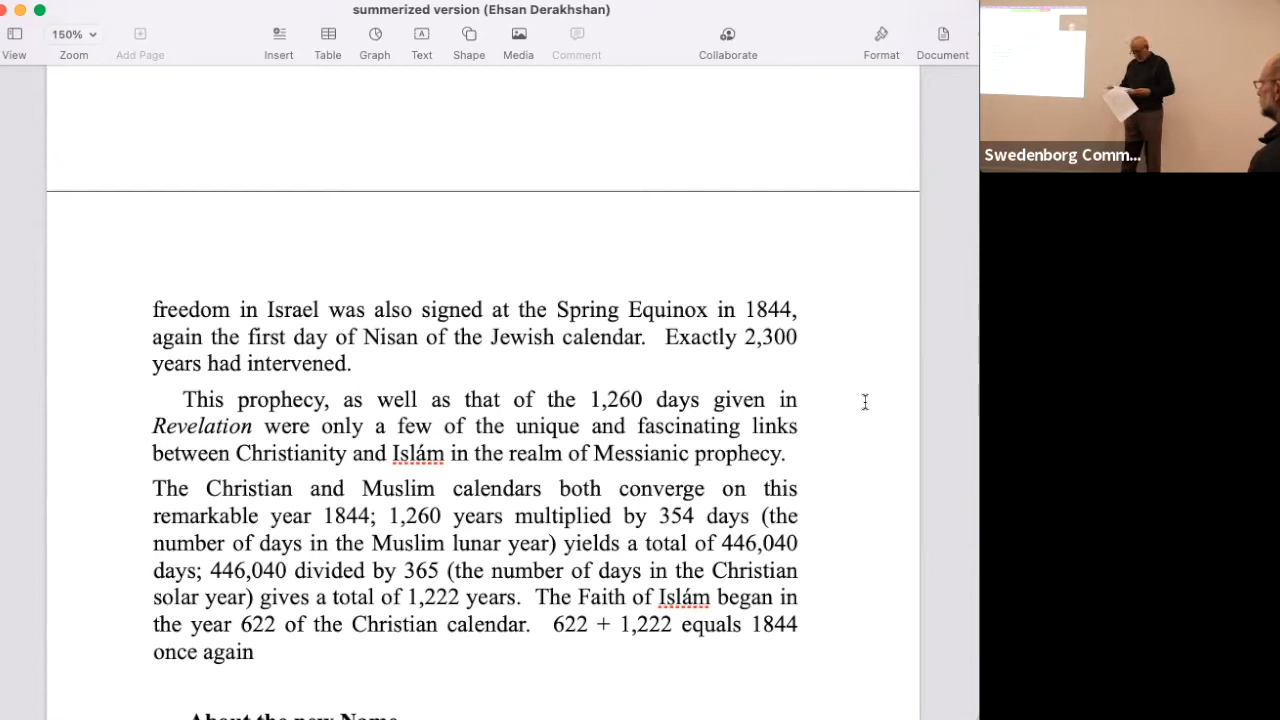 summerized version (Ehsan Derakhshan)
150%
View
Zoom
Add Page
Insert
Table
Graph
Text
Shape
Media
Comment
Collaborate
Format
Document
Swedenborg Comm...
freedom in Israel was also signed at the Spring Equinox in 1844,
again the first day of Nisan of the Jewish calendar. Exactly 2,300
years had intervened.
This prophecy, as well as that of the 1,260 days given in
Revelation were only a few of the unique and fascinating links
between Christianity and Islám in the realm of Messianic prophecy.
The Christian and Muslim calendars both converge on this
remarkable year 1844; 1,260 years multiplied by 354 days (the
number of days in the Muslim lunar year) yields a total of 446,040
days; 446,040 divided by 365 (the number of days in the Christian
solar year) gives a total of 1,222 years. The Faith of Islám began in
the year 622 of the Christian calendar. 622 + 1,222 equals 1844
once again
About the new Name